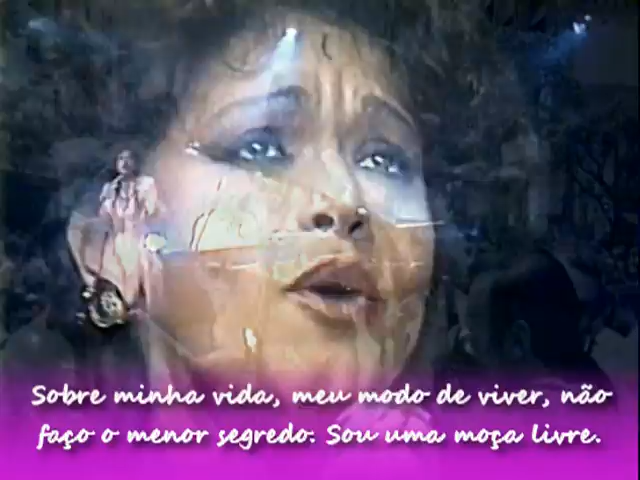 Sobre minha vida, meu modo de viver, não
faço o menor segredo. Sou uma moça livre.